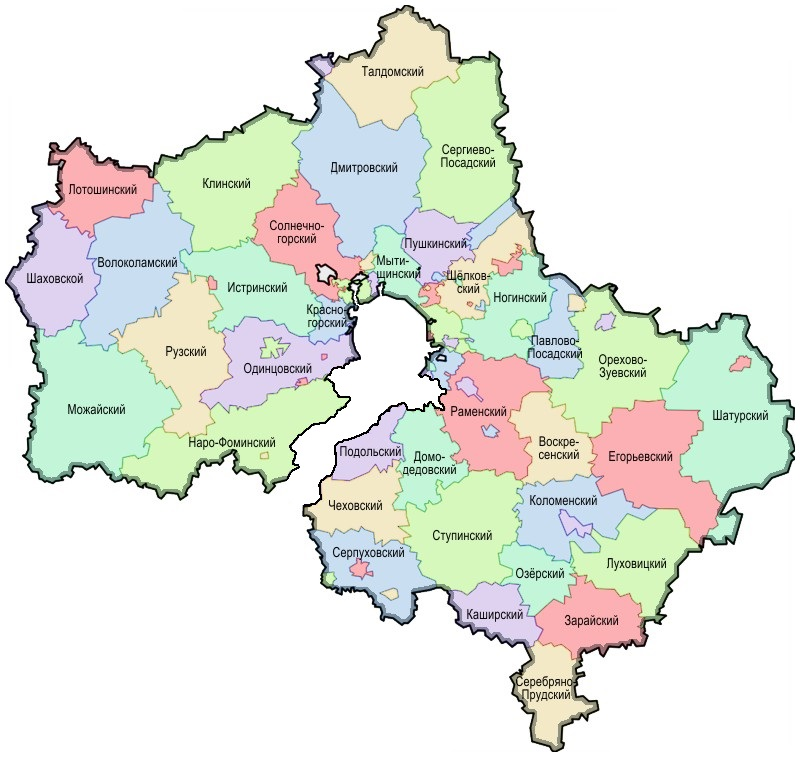 Талдомский
Сергиево-
Посадский
Дмитровский
Клинский
Лотошинский
Солнечно-
горский
Пушкинский
Мыти-
щинский
Волоколамский
Шаховской
Истринский
Щёлков-
ский
Ногинский
Красно-
горский
Павлово-
Посадский
Рузский
Одинцовский
Орехово-
Зуевский
Можайский
Раменский
Шатурский
Наро-Фоминский
Подольский
Домо-
дедовский
Воскре-
сенский
Егорьевский
Чеховский
Коломенский
Ступинский
Серпуховский
Озёрский
Луховицкий
Каширский
Зарайский
Серебряно-
Прудский